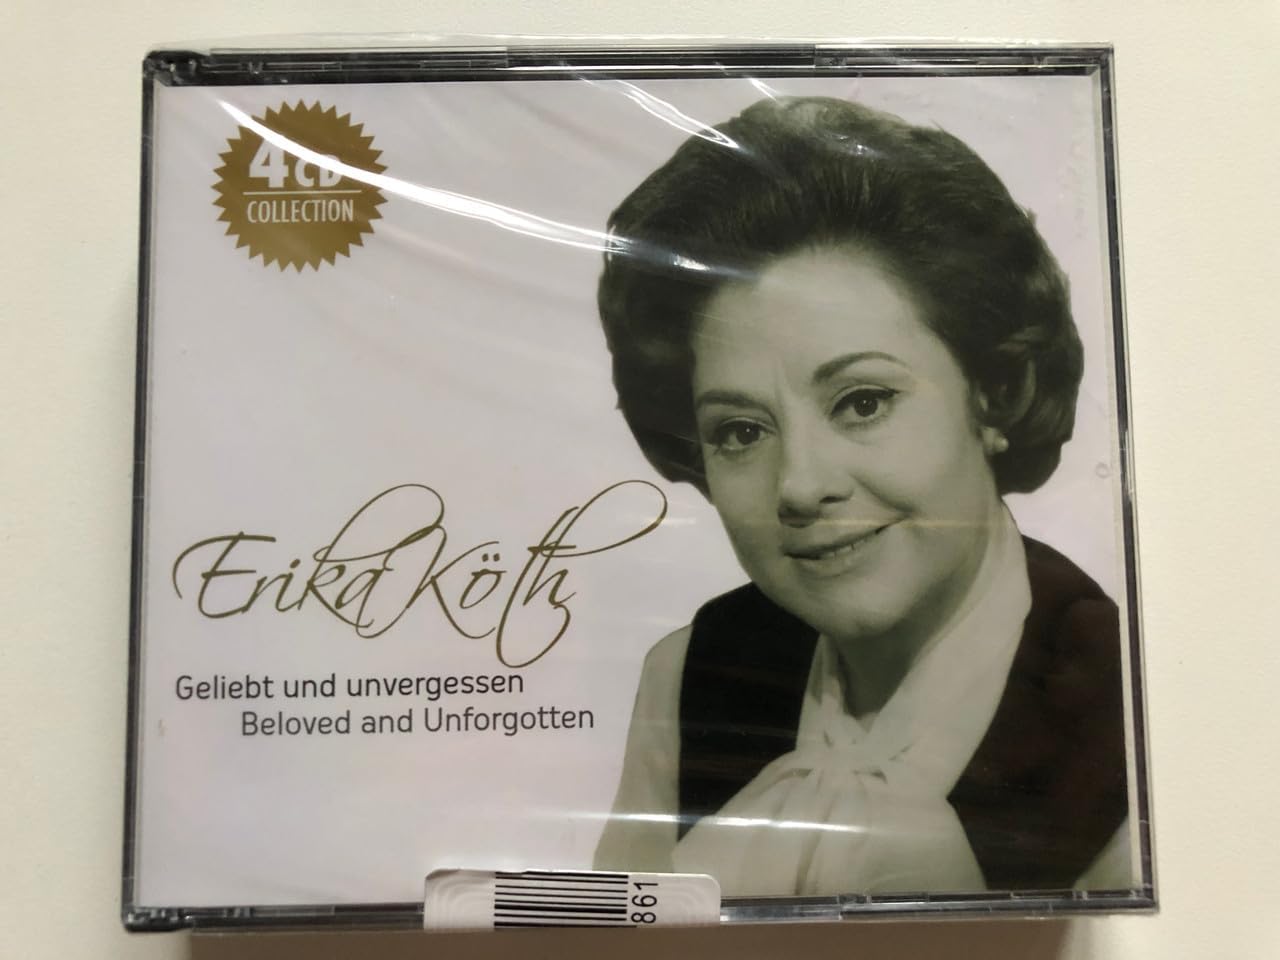 4CD
COLLECTION
Erika Köth
Geliebt und unvergessen
Beloved and Unforgotten
861